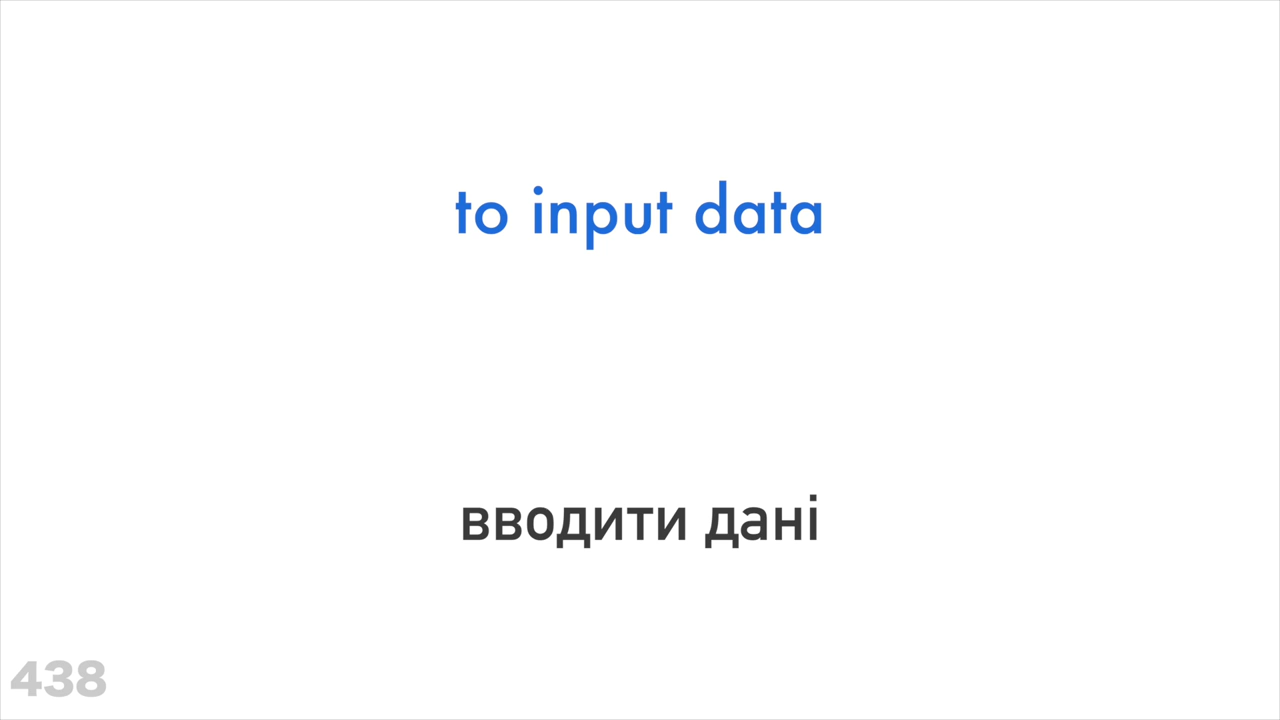 to input data
вводити дані
438